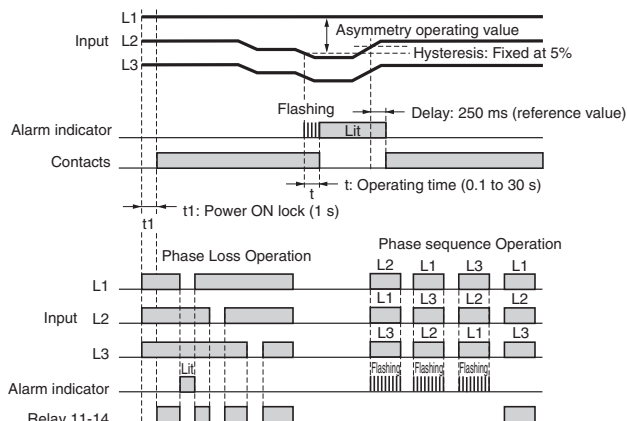 L1
Asymmetry operating value
Input L2
Hysteresis: Fixed at 5%
L3
Flashing
Delay: 250 ms (reference value)
Alarm indicator
Lit
Contacts
t
t: Operating time (0.1 to 30 s)
t1: Power ON lock (1 s)
t1
Phase Loss Operation
Phase sequence Operation
L2 L1 L3 L1
L1
L1 L3 L2 L2
Input L2
L3 L2 L1 L3
L3
Lit
Flashing Flashing Flashing
Alarm indicator
Relay 11-14